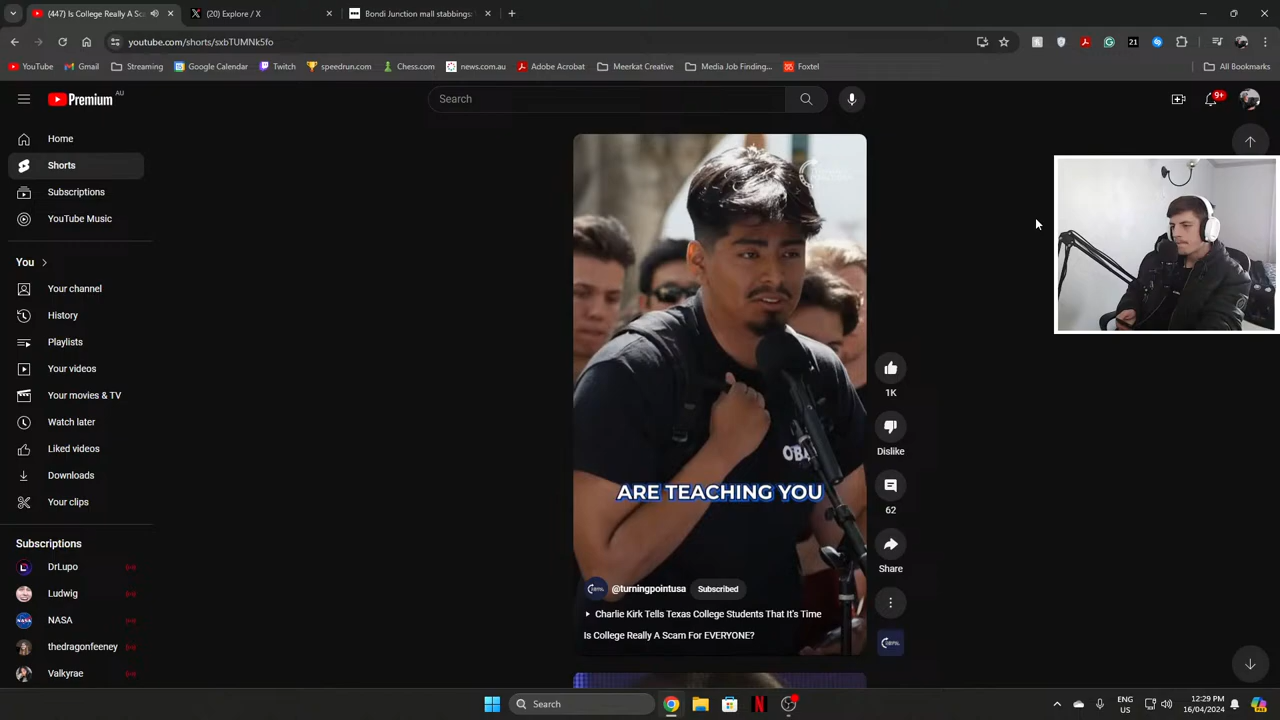 (447) Is College Really A Sca
(20) Explore / X
Bondi Junction mall stabbings:
youtube.com/shorts/sxbTUMNk5fo
21
YouTube
Gmail
Streaming
Google Calendar
Twitch
speedrun.com
Chess.com
news.com.au
Adobe Acrobat
Meerkat Creative
Media Job Finding...
Foxtel
All Bookmarks
Premium AU
Search
9+
Home
Shorts
Subscriptions
YouTube Music
You
Your channel
History
Playlists
Your videos
Your movies & TV
Watch later
Liked videos
Downloads
Your clips
Subscriptions
DrLupo
Ludwig
NASA
thedragonfeeney
Valkyrae
OBA
ARE TEACHING YOU
@turningpointusa
Subscribed
Charlie Kirk Tells Texas College Students That It's Time
Is College Really A Scam For EVERYONE?
1K
Dislike
62
Share
Search
ENG
US
12:29 PM
16/04/2024